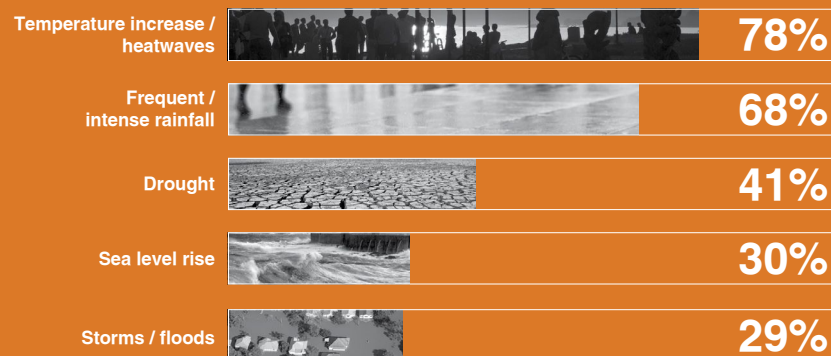 Temperature increase /
heatwaves
78%
Frequent /
intense rainfall
68%
Drought
41%
Sea level rise
30%
Storms / floods
29%